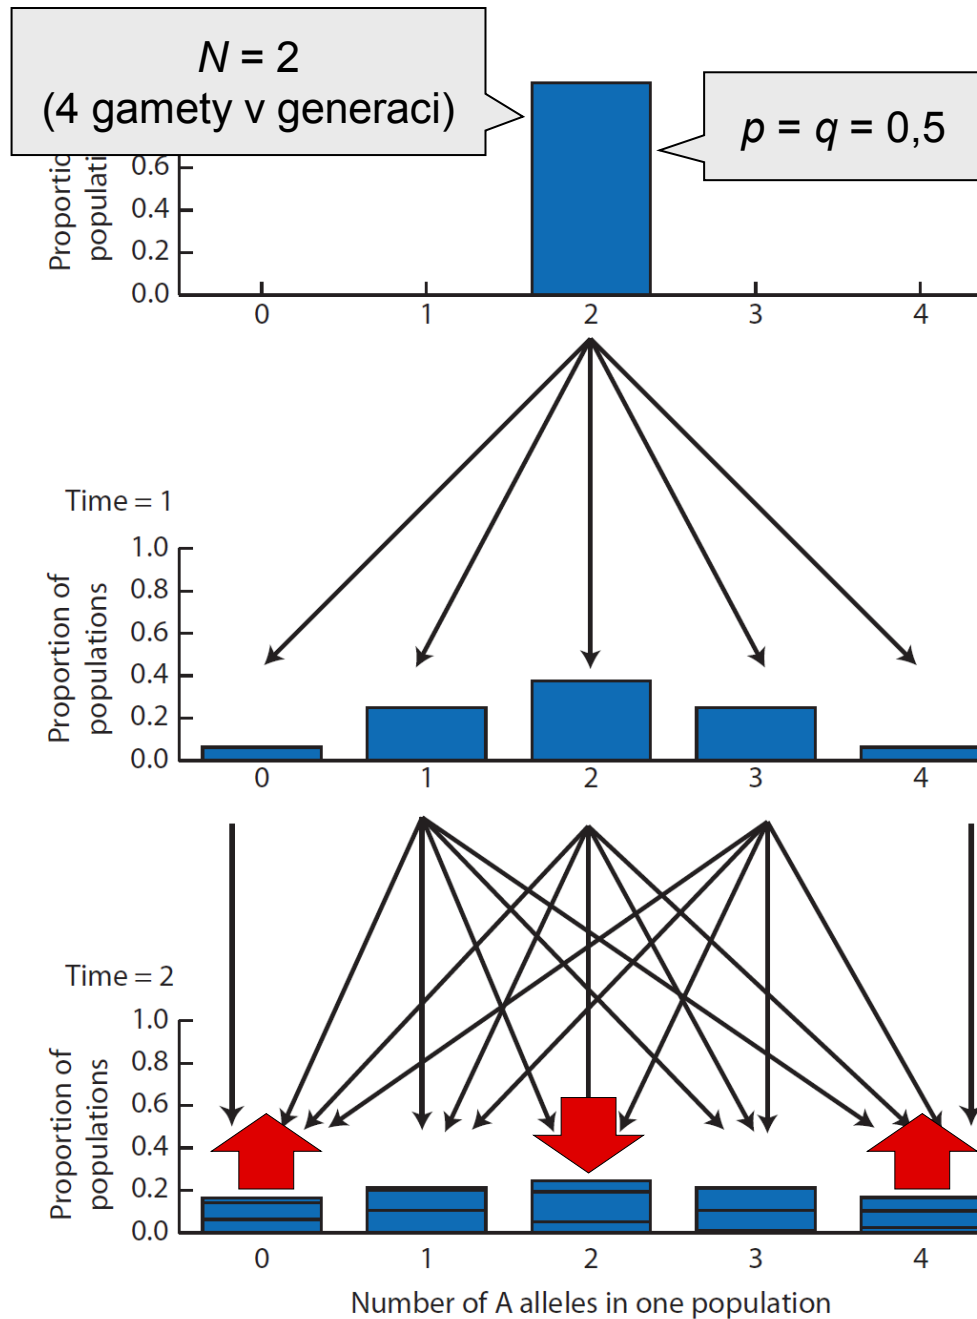 N = 2
(4 gamety v generaci)
p = q = 0,5
0.6
0.4
0.2
0.0
0 1 2 3 4
Time = 1
Proportion of
populations
1.0
0.8
0.6
0.4
0.2
0.0
0 1 2 3 4
Time = 2
Proportion of
populations
1.0
0.8
0.6
0.4
0.2
0.0
0 1 2 3 4
Number of A alleles in one population